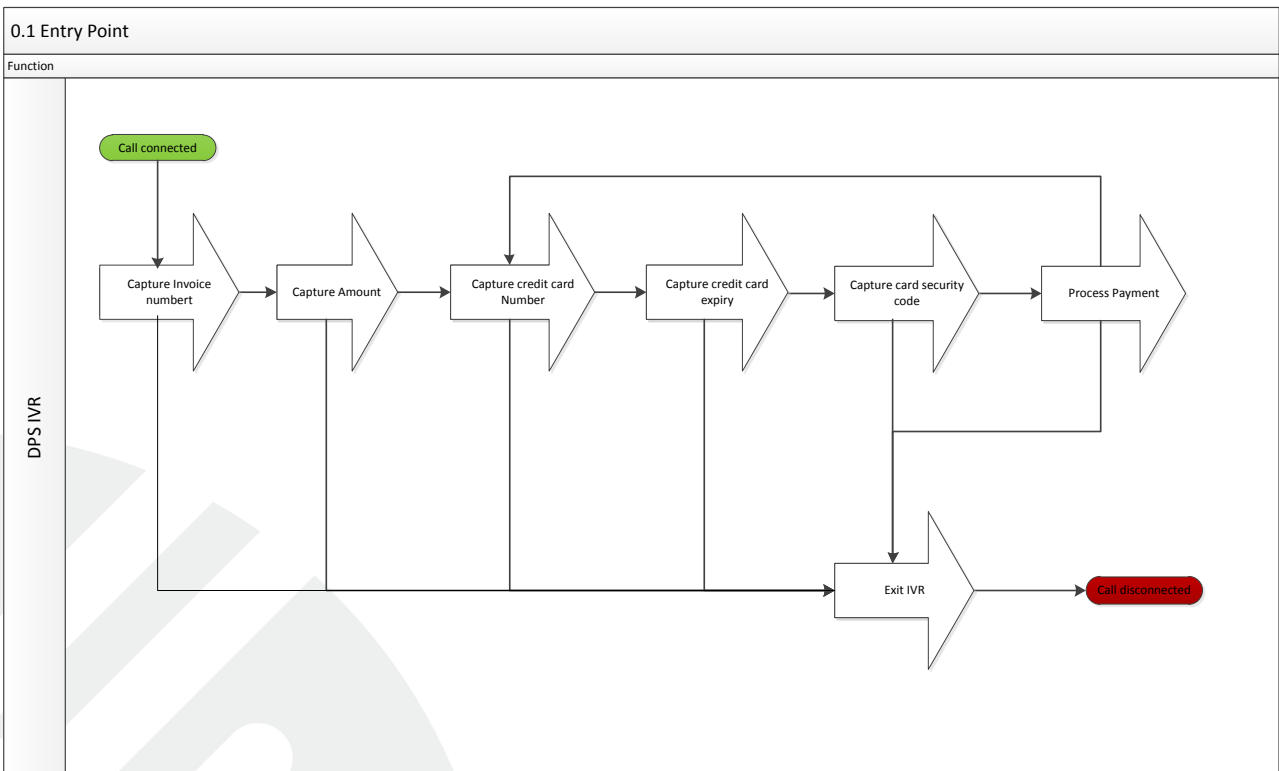 0.1 Entry Point
Function
DPS IVR
Call connected
Capture Invoice
numbert
Capture Amount
Capture credit card
Number
Capture credit card
expiry
Capture card security
code
Process Payment
Exit IVR
Call disconnected